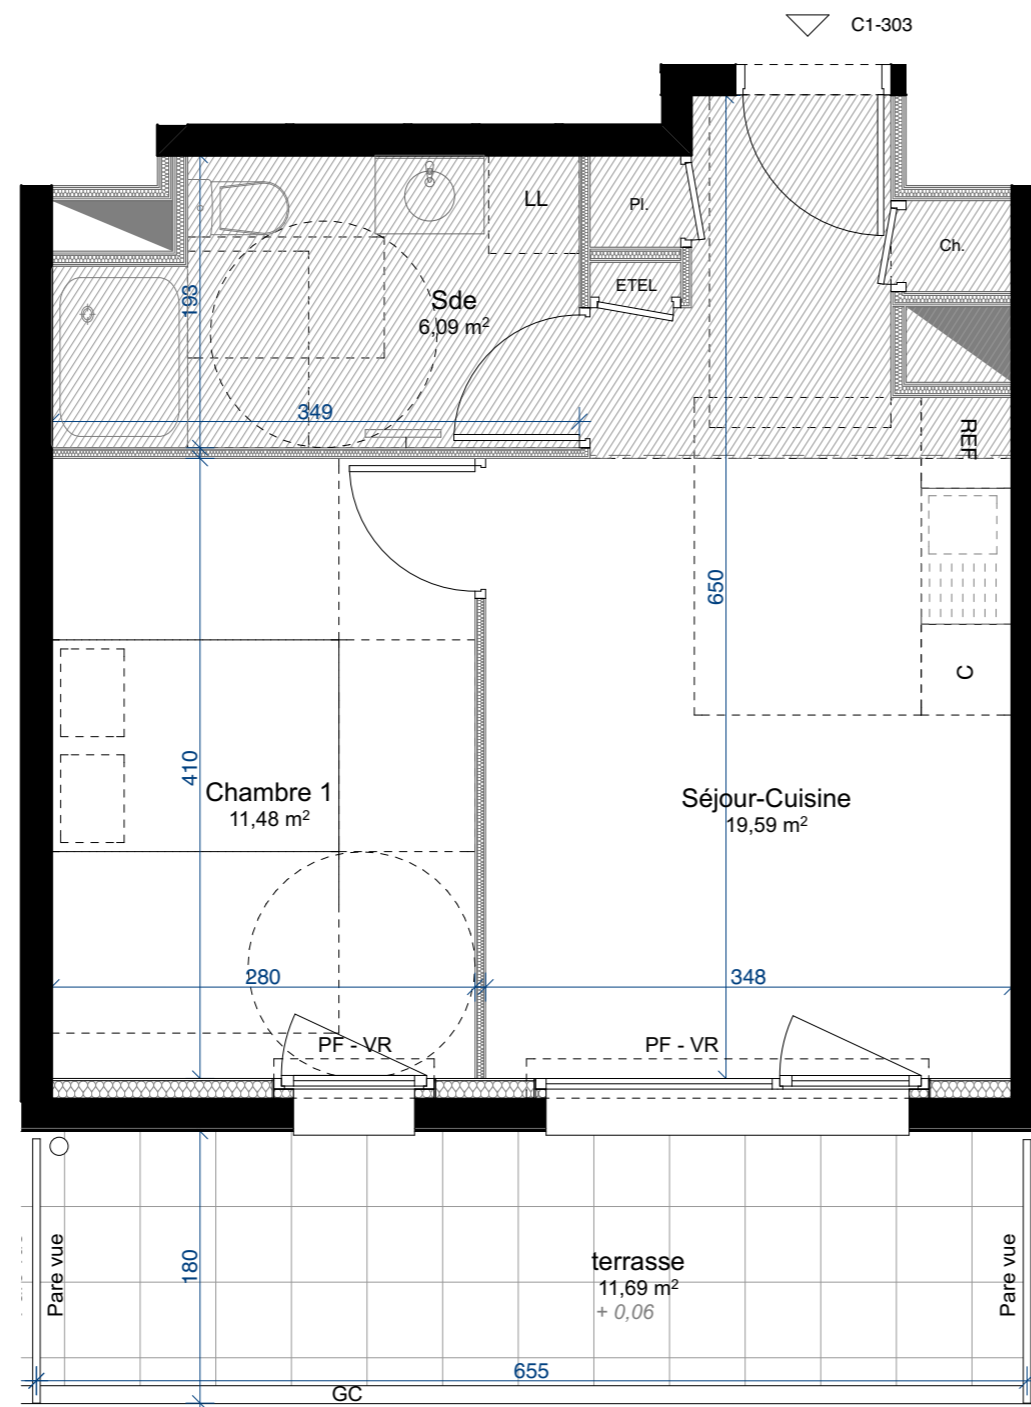 C1-303
Pl.
LL
Ch.
ETEL
Sde
6,09 m²
193
349
REF
650
C
410
Chambre 1
11,48 m²
Séjour-Cuisine
19,59 m²
280
348
PF - VR
PF - VR
Pare vue
180
terrasse
11,69 m²
+ 0,06
Pare vue
655
GC